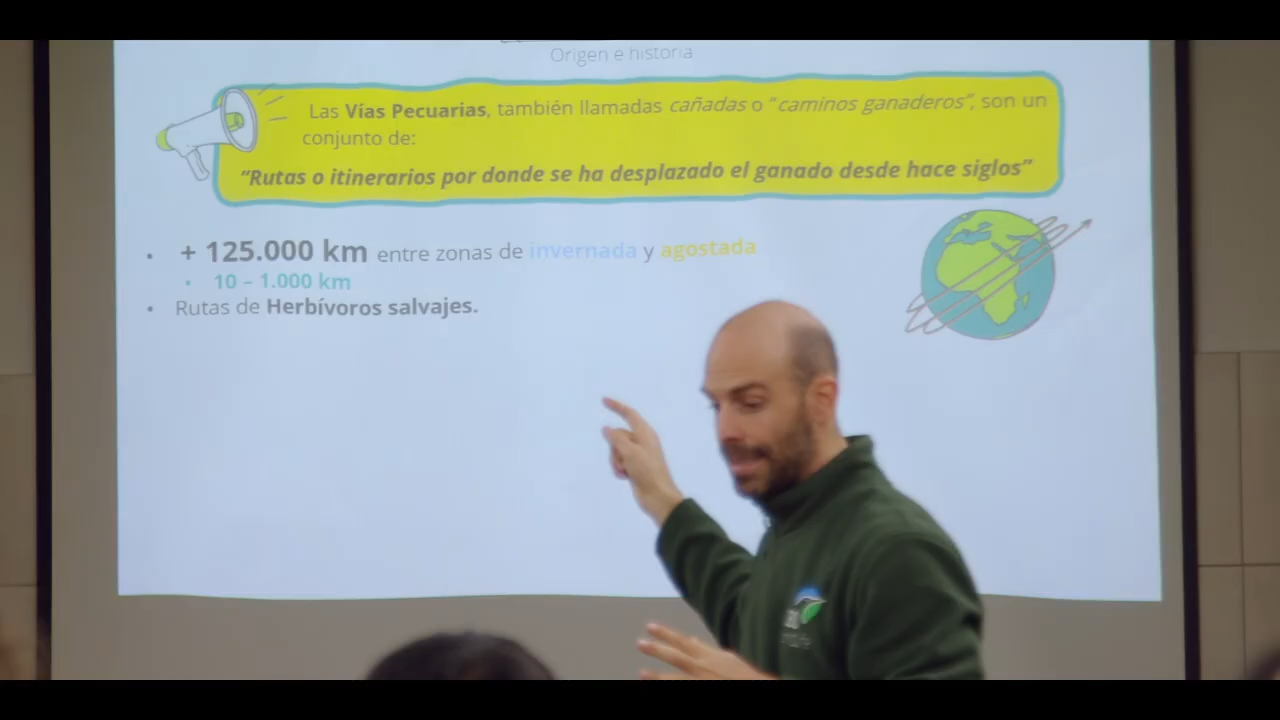 Origen e historia
Las Vías Pecuarias, también llamadas cañadas o "caminos ganaderos", son un
conjunto de:
"Rutas o itinerarios por donde se ha desplazado el ganado desde hace siglos"
• + 125.000 km entre zonas de invernada y agostada
• 10 – 1.000 km
• Rutas de Herbívoros salvajes.